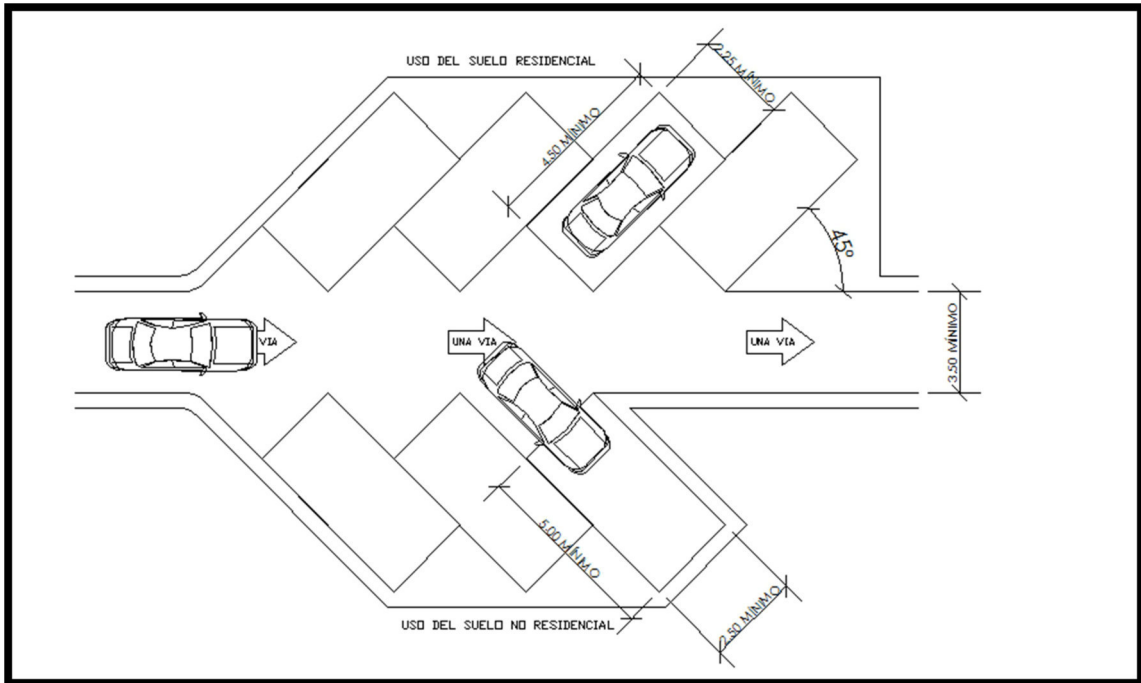 USO DEL SUELO RESIDENCIAL
2.25 MÍNIMO
4.50 MÍNIMO
45º
VIA
UNA VIA
UNA VIA
3.50 MÍNIMO
5.00 MÍNIMO
2.50 MÍNIMO
USO DEL SUELO NO RESIDENCIAL